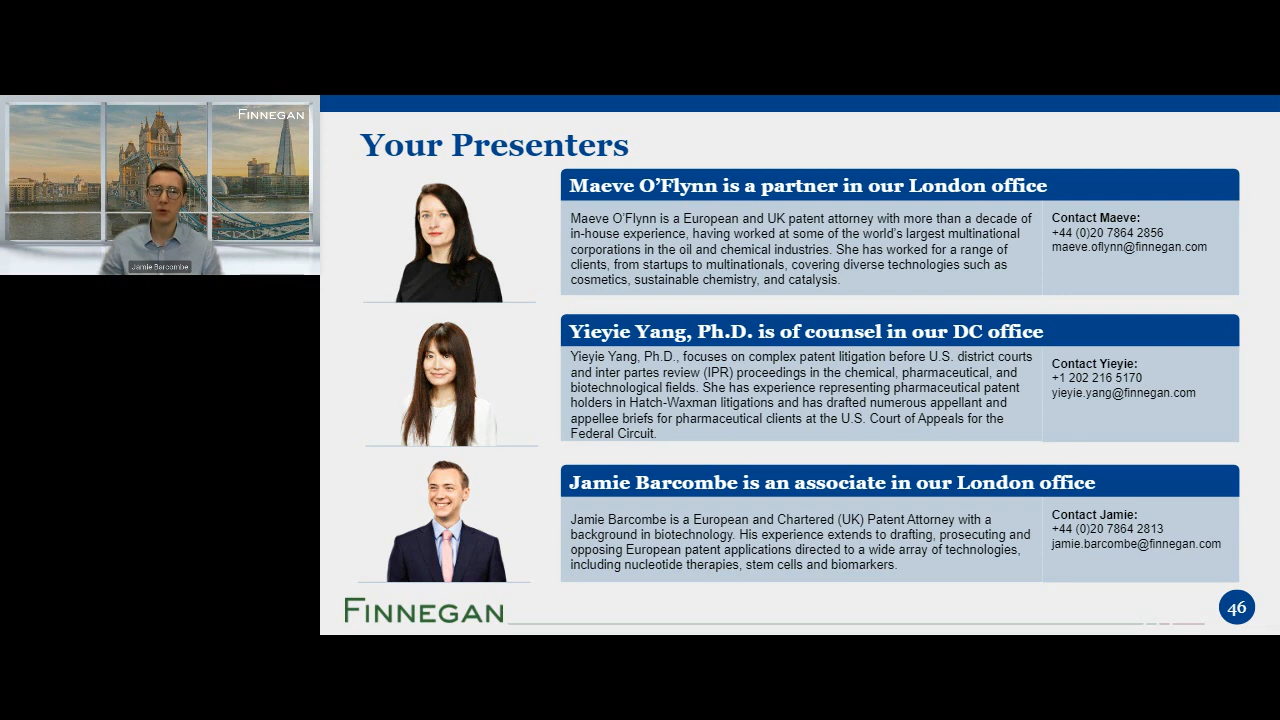 FINNEGAN
Jamie Barcombe
Your Presenters
Maeve O’Flynn is a partner in our London office
Maeve O’Flynn is a European and UK patent attorney with more than a decade of
in-house experience, having worked at some of the world’s largest multinational
corporations in the oil and chemical industries. She has worked for a range of
clients, from startups to multinationals, covering diverse technologies such as
cosmetics, sustainable chemistry, and catalysis.
Contact Maeve:
+44 (0)20 7864 2856
maeve.oflynn@finnegan.com
Yieyie Yang, Ph.D. is of counsel in our DC office
Yieyie Yang, Ph.D., focuses on complex patent litigation before U.S. district courts
and inter partes review (IPR) proceedings in the chemical, pharmaceutical, and
biotechnological fields. She has experience representing pharmaceutical patent
holders in Hatch-Waxman litigations and has drafted numerous appellant and
appellee briefs for pharmaceutical clients at the U.S. Court of Appeals for the
Federal Circuit.
Contact Yieyie:
+1 202 216 5170
yieyie.yang@finnegan.com
Jamie Barcombe is an associate in our London office
Jamie Barcombe is a European and Chartered (UK) Patent Attorney with a
background in biotechnology. His experience extends to drafting, prosecuting and
opposing European patent applications directed to a wide array of technologies,
including nucleotide therapies, stem cells and biomarkers.
Contact Jamie:
+44 (0)20 7864 2813
jamie.barcombe@finnegan.com
FINNEGAN
46